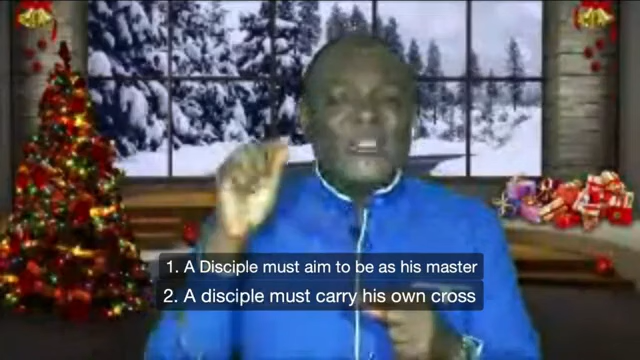 1. A Disciple must aim to be as his master
2. A disciple must carry his own cross